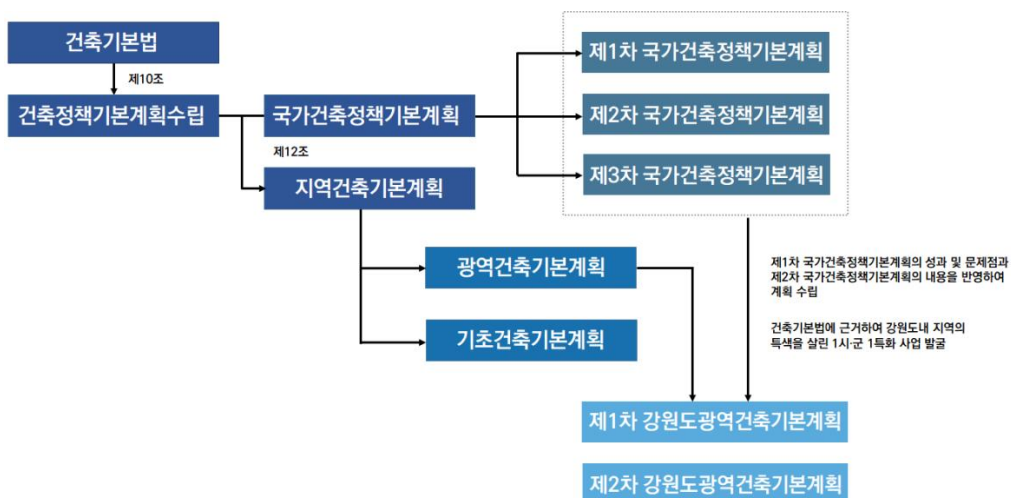 건축기본법
제10조
건축정책기본계획수립
국가건축정책기본계획
제12조
지역건축기본계획
제1차 국가건축정책기본계획
제2차 국가건축정책기본계획
제3차 국가건축정책기본계획
광역건축기본계획
기초건축기본계획
제1차 국가건축정책기본계획의 성과 및 문제점과
제2차 국가건축정책기본계획의 내용을 반영하여
계획 수립
건축기본법에 근거하여 강원도내 지역의
특색을 살린 1시·군 1특화 사업 발굴
제1차 강원도광역건축기본계획
제2차 강원도광역건축기본계획